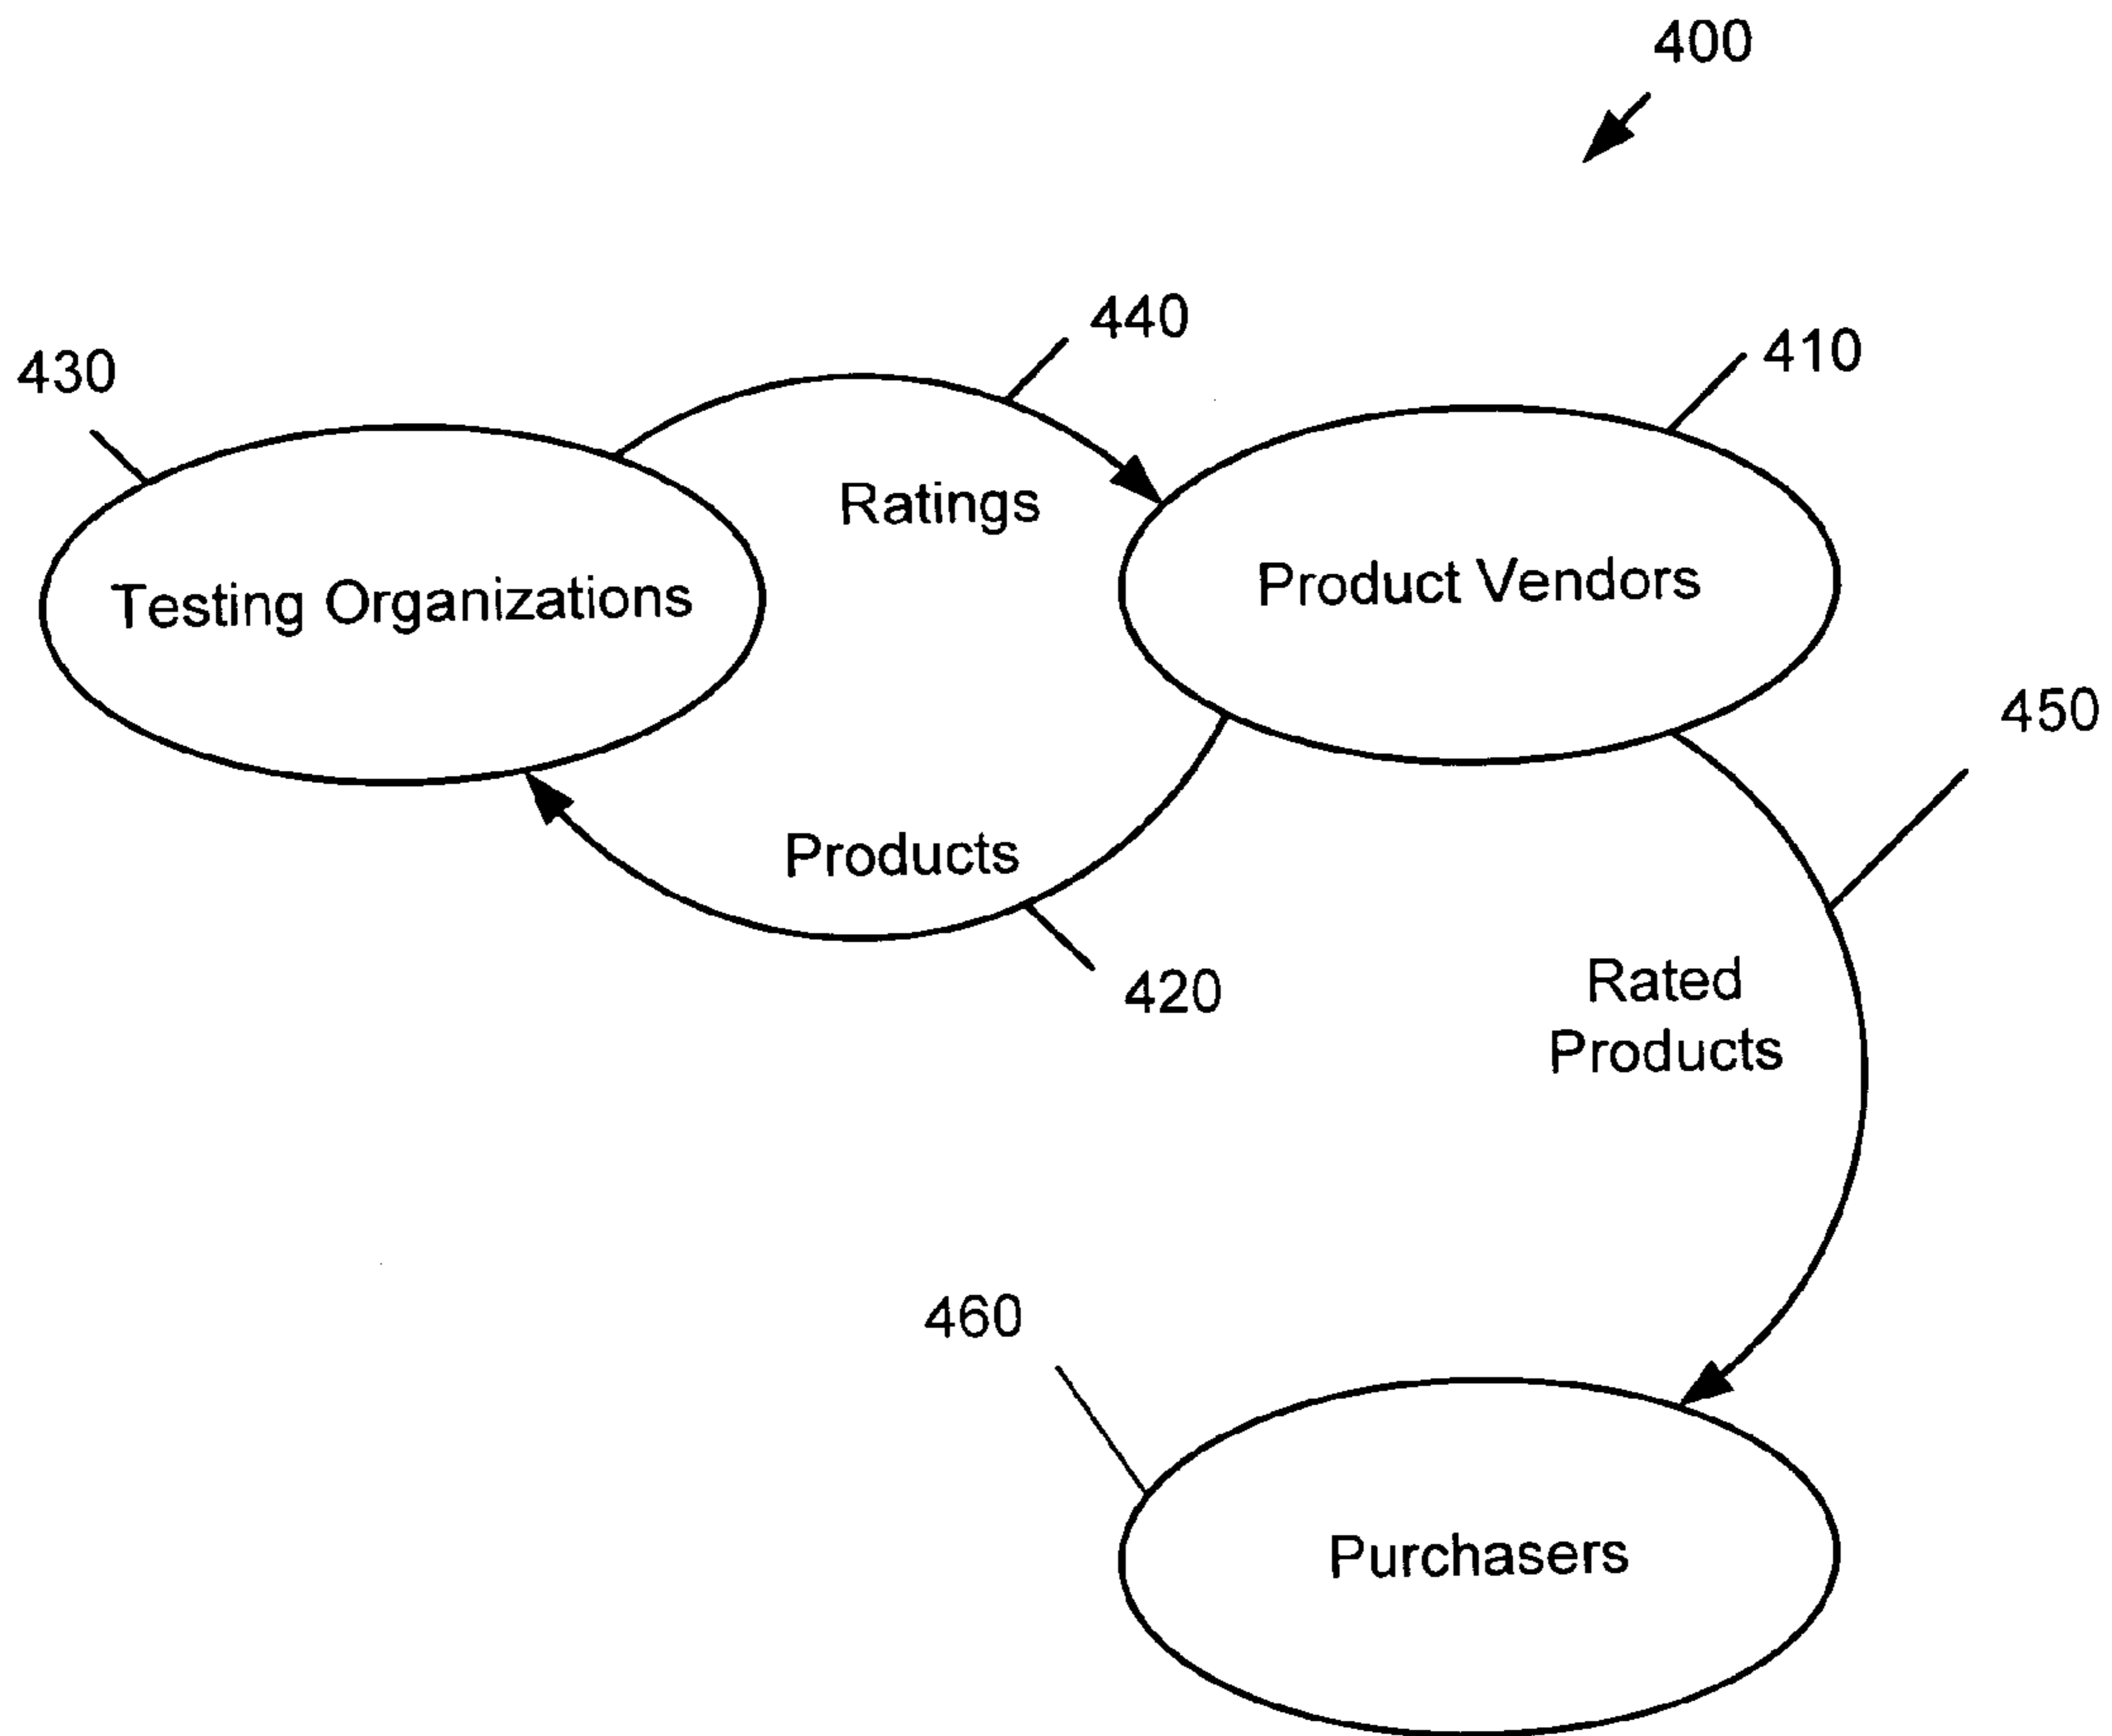 400
440
410
430
Ratings
Product Vendors
Testing Organizations
450
Products
Rated
Products
420
460
Purchasers